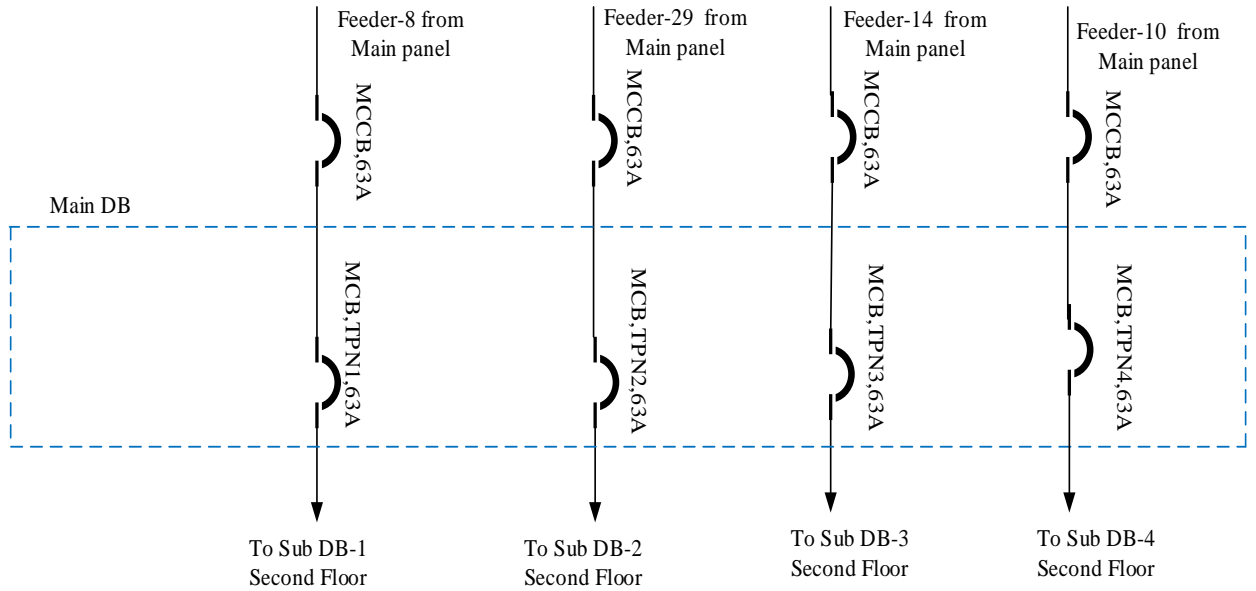 Feeder-8 from
Main panel
Feeder-29 from
Main panel
Feeder-14 from
Main panel
Feeder-10 from
Main panel
MCCB,63A
MCCB,63A
MCCB,63A
MCCB,63A
Main DB
MCB,TPN1,63A
MCB,TPN2,63A
MCB,TPN3,63A
MCB,TPN4,63A
To Sub DB-1
Second Floor
To Sub DB-2
Second Floor
To Sub DB-3
Second Floor
To Sub DB-4
Second Floor